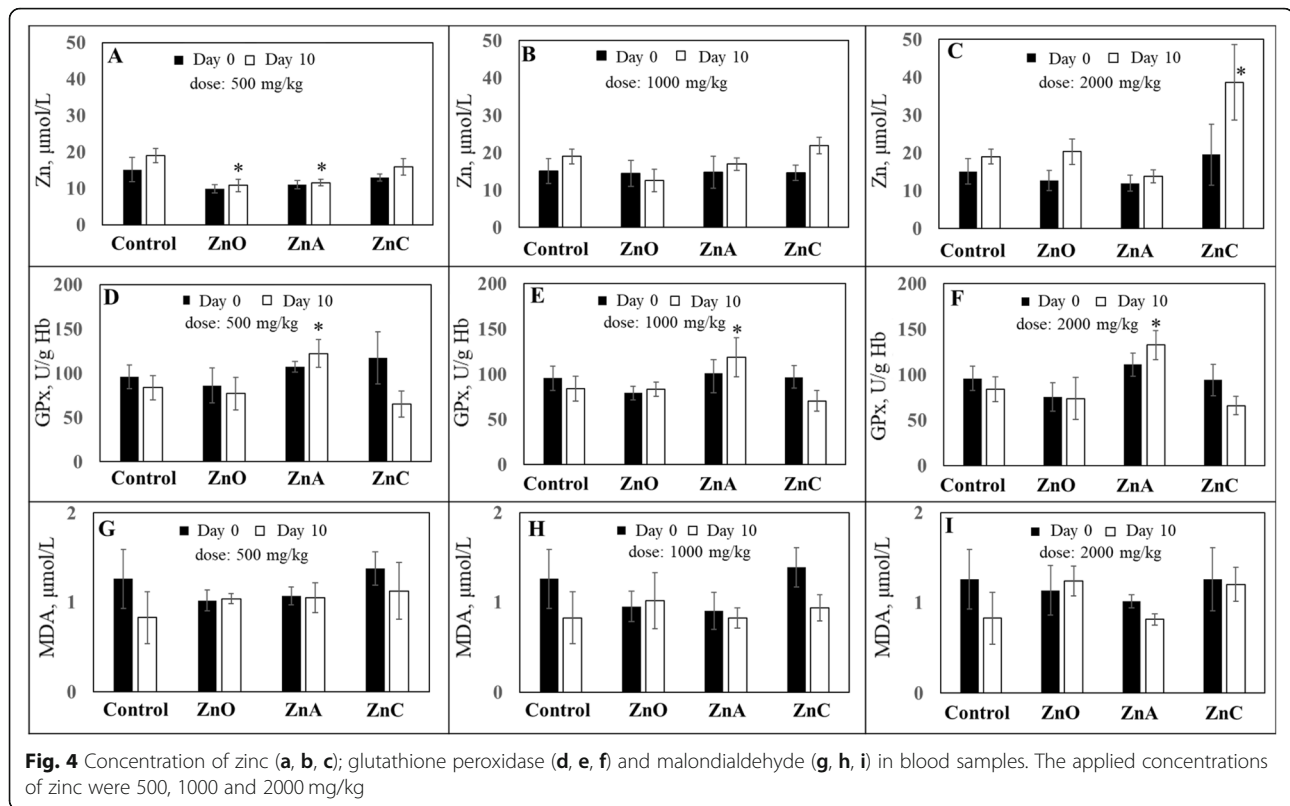 A
■ Day 0 □ Day 10
dose: 500 mg/kg
Zn, µmol/L
50
40
30
20
10
0
*
*
Control ZnO ZnA ZnC
B
■ Day 0 □ Day 10
dose: 1000 mg/kg
Zn, µmol/L
50
40
30
20
10
0
Control ZnO ZnA ZnC
C
■ Day 0 □ Day 10
dose: 2000 mg/kg
Zn, µmol/L
50
40
30
20
10
0
*
Control ZnO ZnA ZnC
D
■ Day 0 □ Day 10
dose: 500 mg/kg
GPx, U/g Hb
200
150
100
50
0
*
Control ZnO ZnA ZnC
E
■ Day 0 □ Day 10
dose: 1000 mg/kg
GPx, U/g Hb
200
150
100
50
0
*
Control ZnO ZnA ZnC
F
■ Day 0 □ Day 10
dose: 2000 mg/kg
GPx, U/g Hb
200
150
100
50
0
*
Control ZnO ZnA ZnC
G
■ Day 0 □ Day 10
dose: 500 mg/kg
MDA, µmol/L
2
1
0
Control ZnO ZnA ZnC
H
■ Day 0 □ Day 10
dose: 1000 mg/kg
MDA, µmol/L
2
1
0
Control ZnO ZnA ZnC
I
■ Day 0 □ Day 10
dose: 2000 mg/kg
MDA, µmol/L
2
1
0
Control ZnO ZnA ZnC
Fig. 4 Concentration of zinc (a, b, c); glutathione peroxidase (d, e, f) and malondialdehyde (g, h, i) in blood samples. The applied concentrations
of zinc were 500, 1000 and 2000 mg/kg